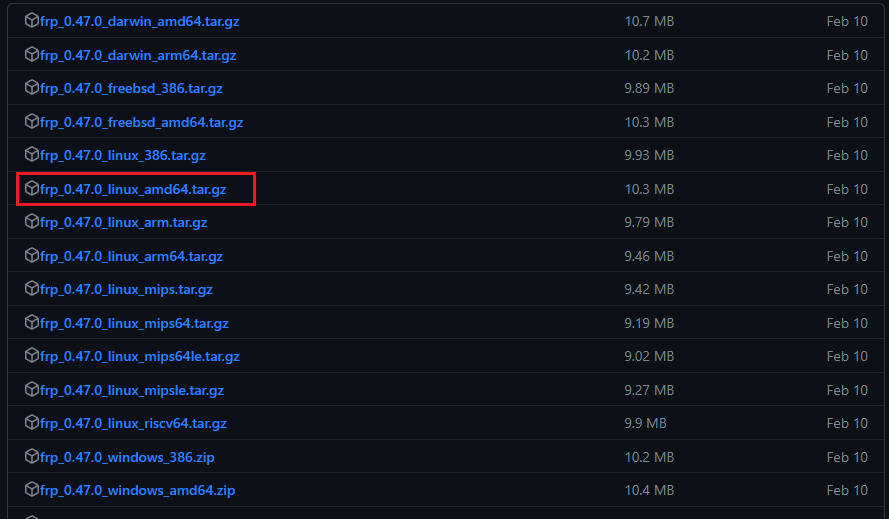 frp_0.47.0_darwin_amd64.tar.gz 10.7 MB Feb 10
frp_0.47.0_darwin_arm64.tar.gz 10.2 MB Feb 10
frp_0.47.0_freebsd_386.tar.gz 9.89 MB Feb 10
frp_0.47.0_freebsd_amd64.tar.gz 10.3 MB Feb 10
frp_0.47.0_linux_386.tar.gz 9.93 MB Feb 10
frp_0.47.0_linux_amd64.tar.gz 10.3 MB Feb 10
frp_0.47.0_linux_arm.tar.gz 9.79 MB Feb 10
frp_0.47.0_linux_arm64.tar.gz 9.46 MB Feb 10
frp_0.47.0_linux_mips.tar.gz 9.42 MB Feb 10
frp_0.47.0_linux_mips64.tar.gz 9.19 MB Feb 10
frp_0.47.0_linux_mips64le.tar.gz 9.02 MB Feb 10
frp_0.47.0_linux_mipsle.tar.gz 9.27 MB Feb 10
frp_0.47.0_linux_riscv64.tar.gz 9.9 MB Feb 10
frp_0.47.0_windows_386.zip 10.2 MB Feb 10
frp_0.47.0_windows_amd64.zip 10.4 MB Feb 10